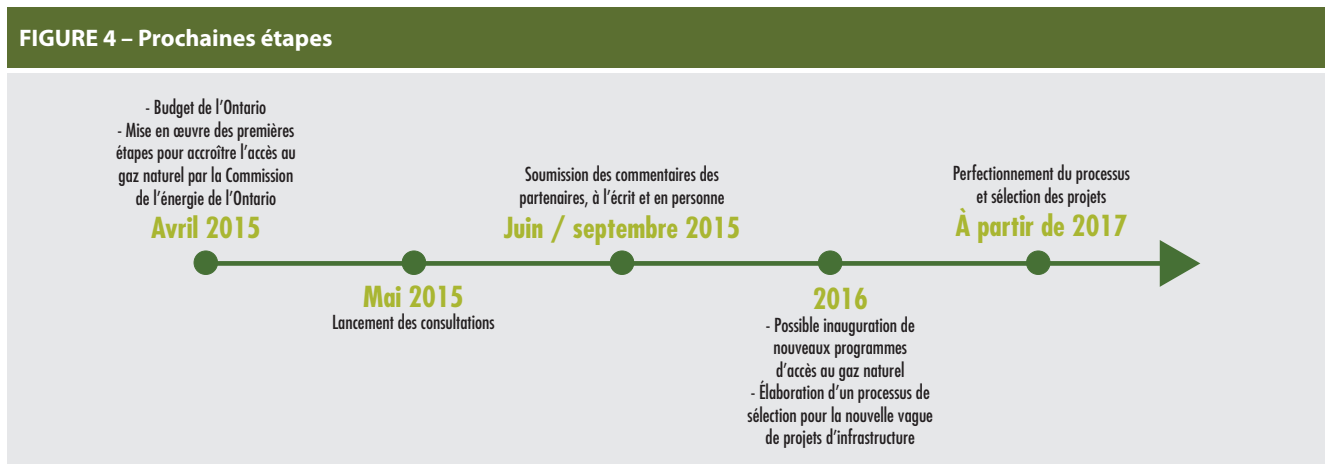 FIGURE 4 – Prochaines étapes
- Budget de l’Ontario
- Mise en œuvre des premières
étapes pour accroître l’accès au
gaz naturel par la Commission
de l’énergie de l’Ontario
Avril 2015
Mai 2015
Lancement des consultations
Soumission des commentaires des
partenaires, à l’écrit et en personne
Juin / septembre 2015
2016
- Possible inauguration de
nouveaux programmes
d’accès au gaz naturel
- Élaboration d’un processus de
sélection pour la nouvelle vague
de projets d’infrastructure
Perfectionnement du processus
et sélection des projets
À partir de 2017